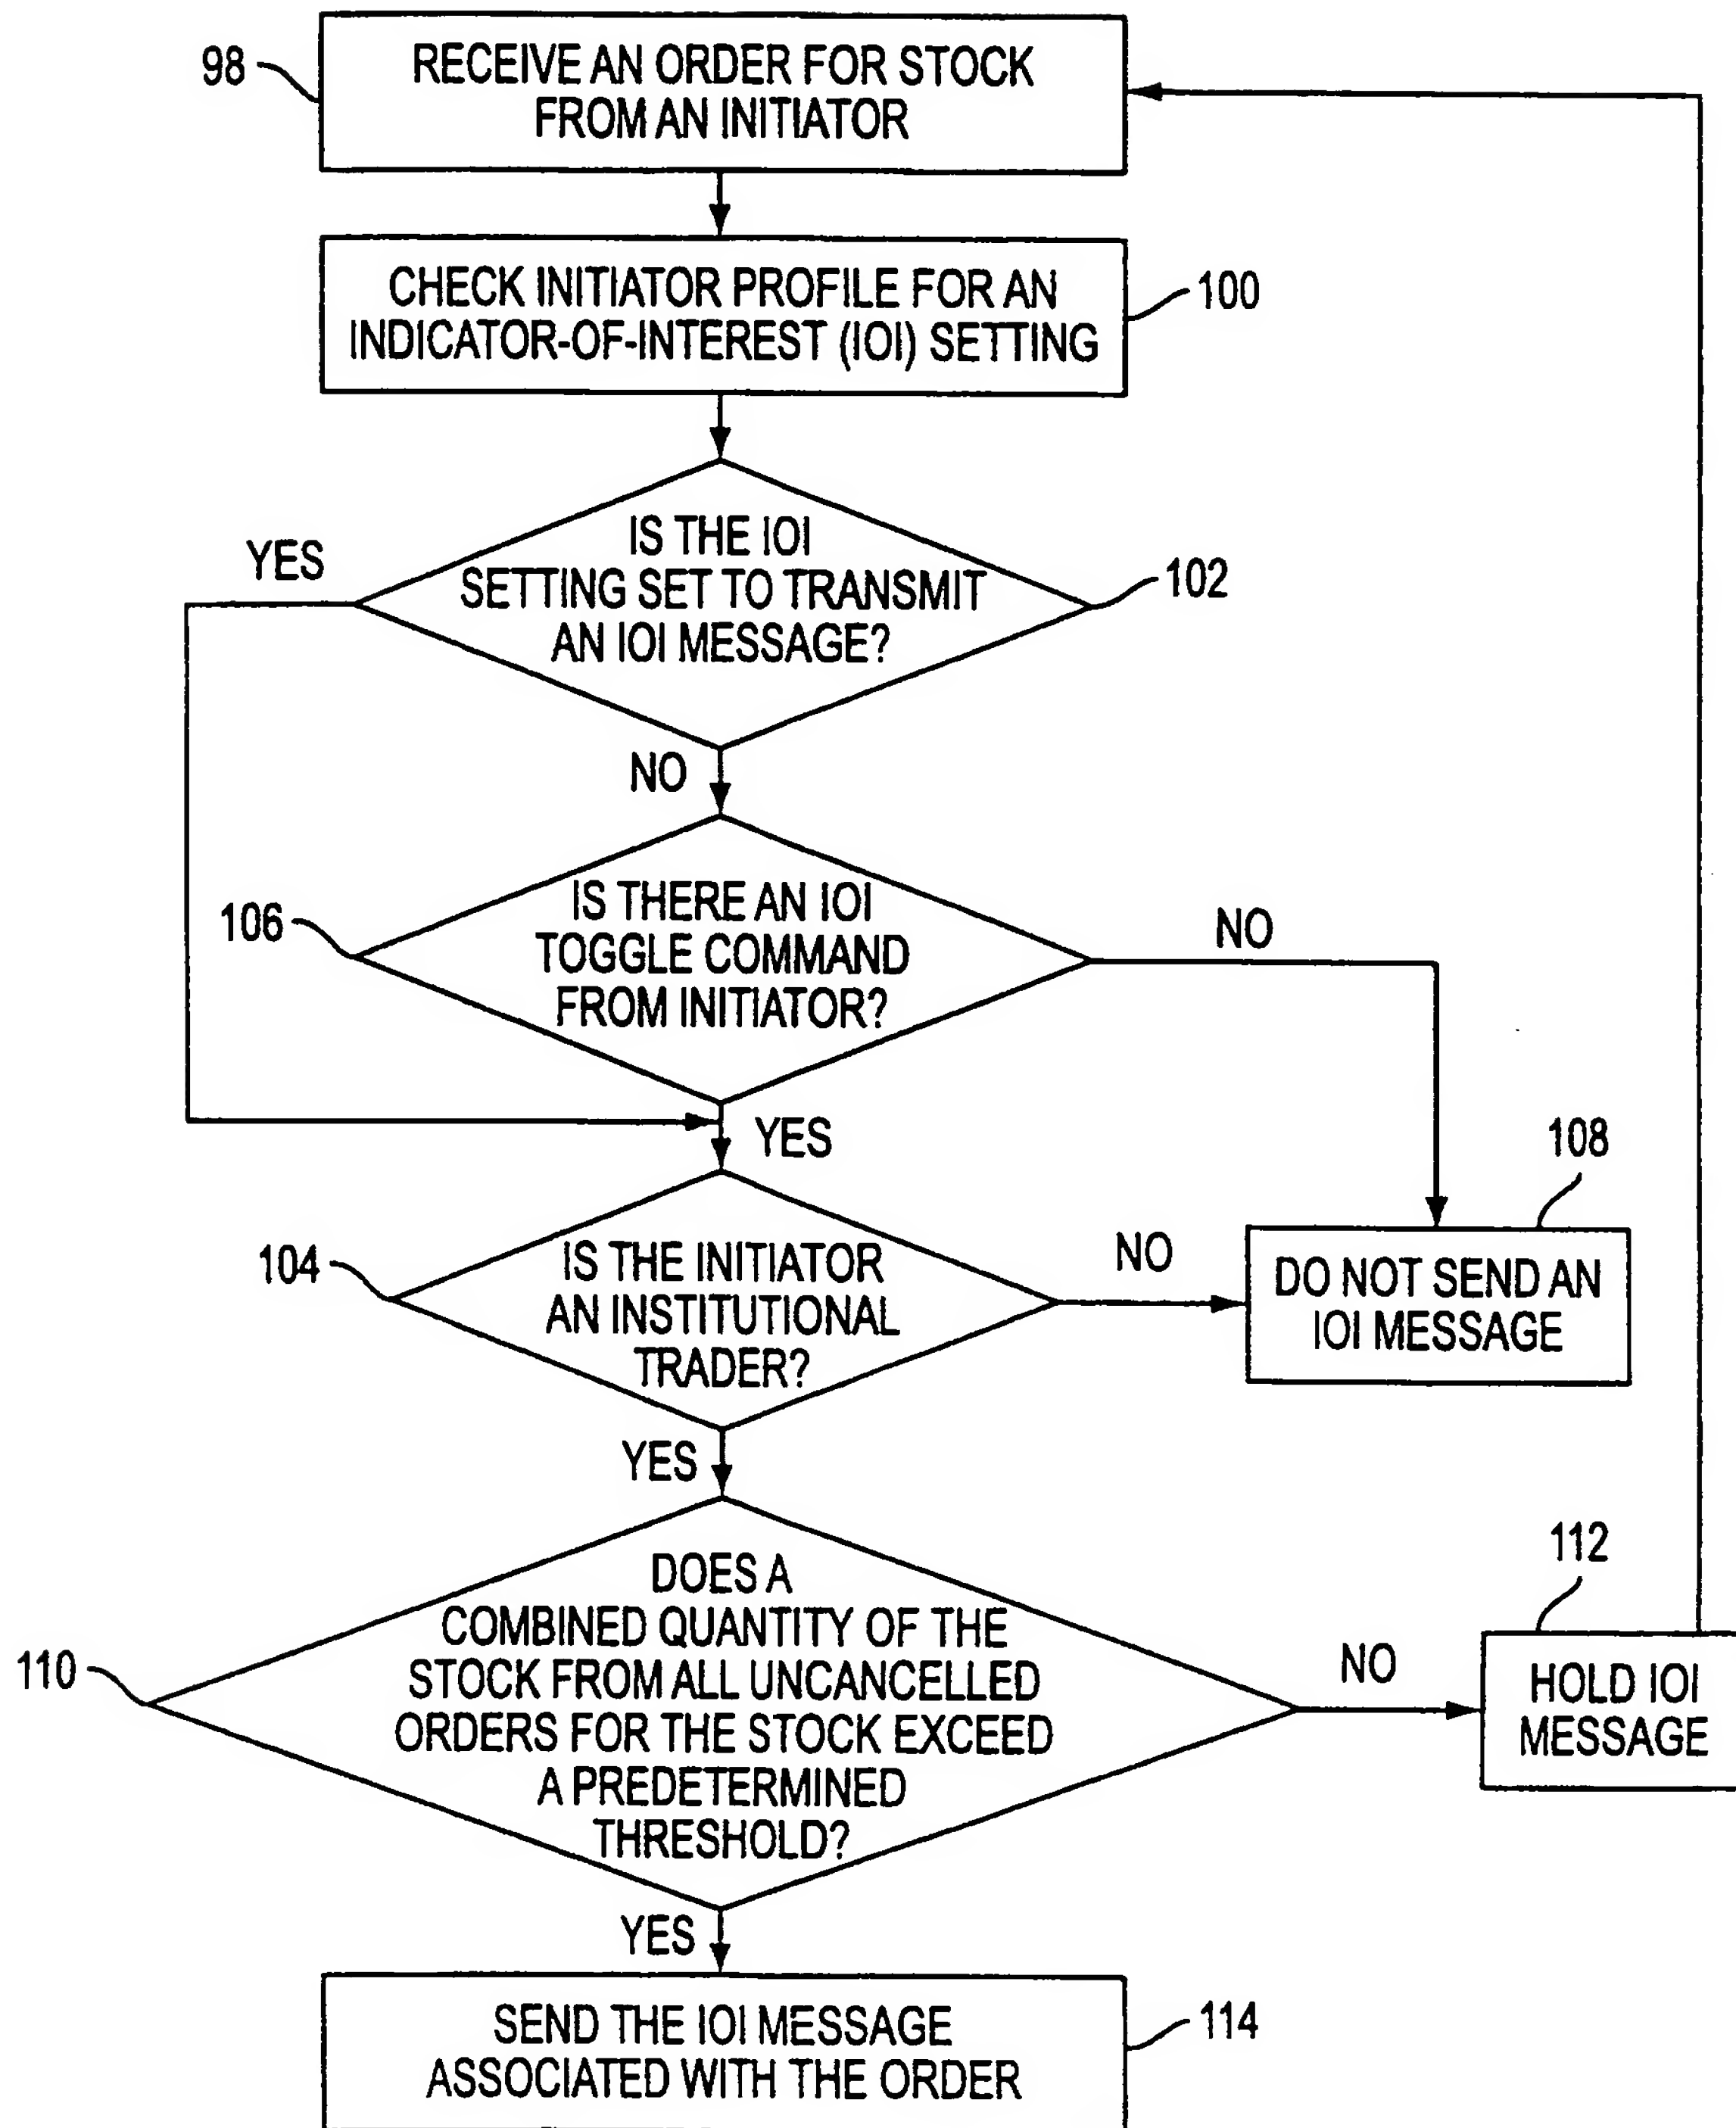 98
RECEIVE AN ORDER FOR STOCK
FROM AN INITIATOR
CHECK INITIATOR PROFILE FOR AN
INDICATOR-OF-INTEREST (IOI) SETTING
100
YES
IS THE IOI
SETTING SET TO TRANSMIT
AN IOI MESSAGE?
102
NO
106
IS THERE AN IOI
TOGGLE COMMAND
FROM INITIATOR?
NO
YES
108
104
IS THE INITIATOR
AN INSTITUTIONAL
TRADER?
NO
DO NOT SEND AN
IOI MESSAGE
YES
112
110
DOES A
COMBINED QUANTITY OF THE
STOCK FROM ALL UNCANCELLED
ORDERS FOR THE STOCK EXCEED
A PREDETERMINED
THRESHOLD?
NO
HOLD IOI
MESSAGE
YES
SEND THE IOI MESSAGE
ASSOCIATED WITH THE ORDER
114